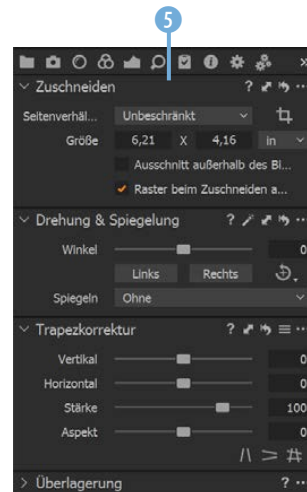 5
Zuschneiden ?
Seitenverhäl... Unbeschränkt
Größe 6,21 X 4,16 in
Ausschnitt außerhalb des Bl...
Raster beim Zuschneiden a...
Drehung & Spiegelung ?
Winkel 0
Links Rechts
Spiegeln Ohne
Trapezkorrektur ?
Vertikal 0
Horizontal 0
Stärke 100
Aspekt 0
Überlagerung ?